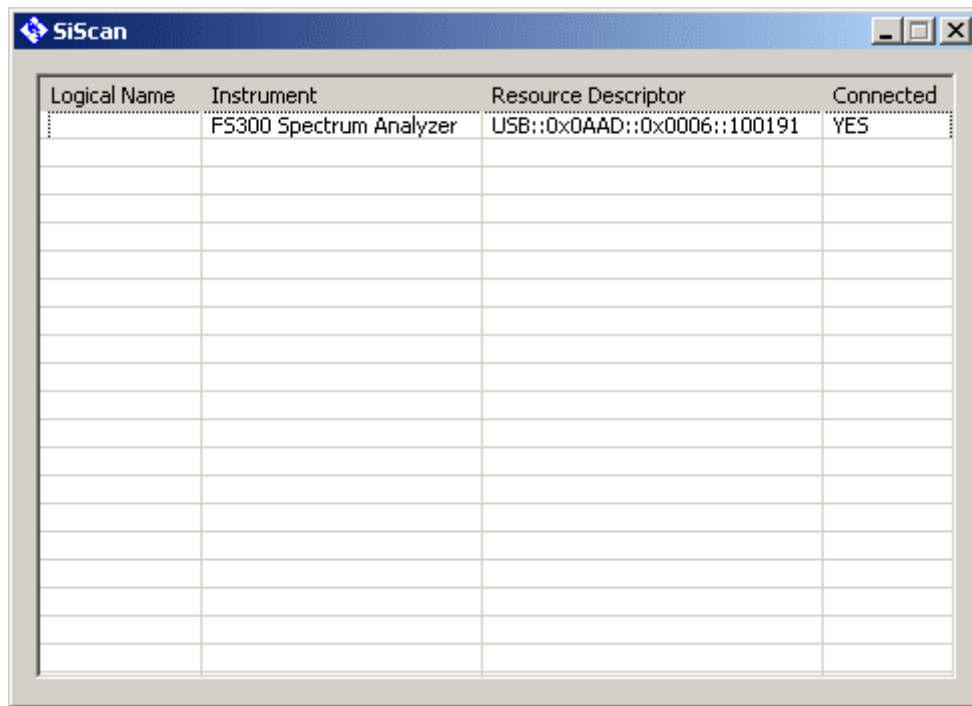 SiScan
Logical Name Instrument Resource Descriptor Connected
FS300 Spectrum Analyzer USB::0x0AAD::0x0006::100191 YES